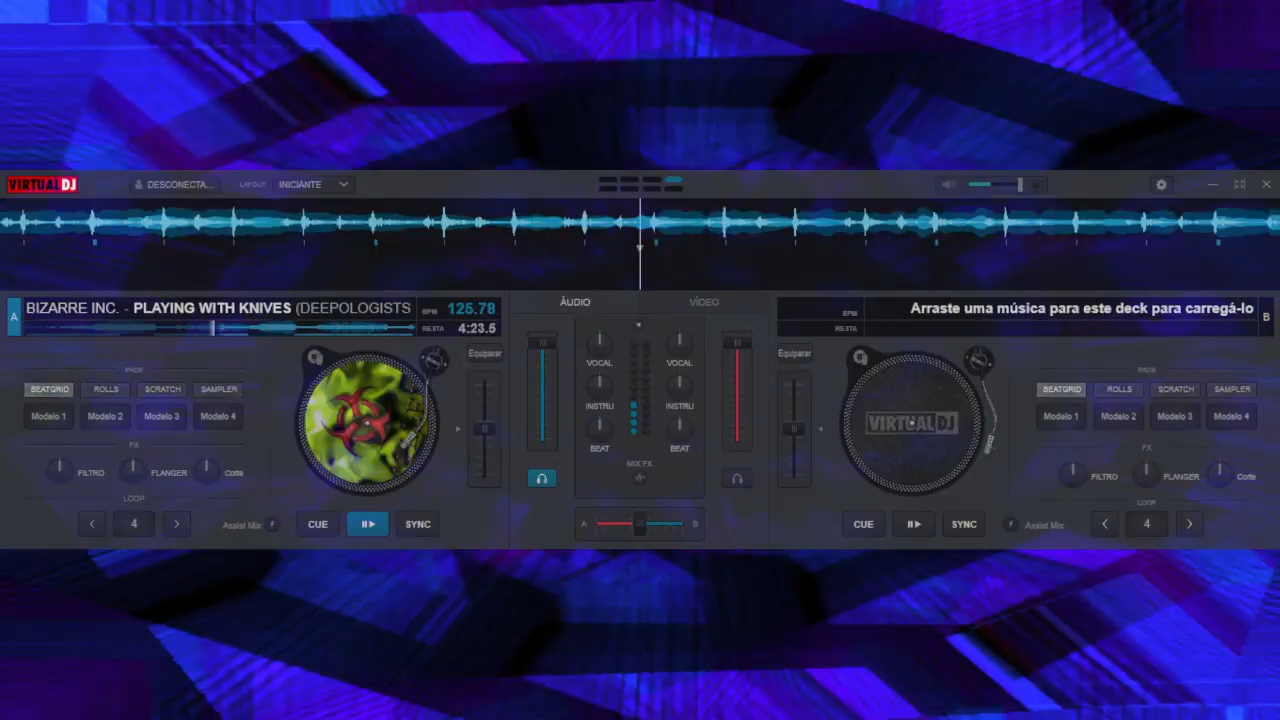 VIRTUALDJ
DESCONECTA...
LAYOUT
INICIANTE
A
BIZARRE INC. - PLAYING WITH KNIVES (DEEPOLOGISTS
BPM 125.78
RESTA 4:23.5
ÁUDIO
VÍDEO
BPM
RESTA
Arraste uma música para este deck para carregá-lo
B
Equiparar
PADS
BEATGRID ROLLS SCRATCH SAMPLER
Modelo 1 Modelo 2 Modelo 3 Modelo 4
FX
FILTRO FLANGER Corte
LOOP
4
Assist Mix
CUE
SYNC
VOCAL VOCAL
INSTRU INSTRU
BEAT BEAT
MIX FX
A B
Equiparar
VIRTUALDJ
PADS
BEATGRID ROLLS SCRATCH SAMPLER
Modelo 1 Modelo 2 Modelo 3 Modelo 4
FX
FILTRO FLANGER Corte
LOOP
CUE
SYNC
Assist Mix
4